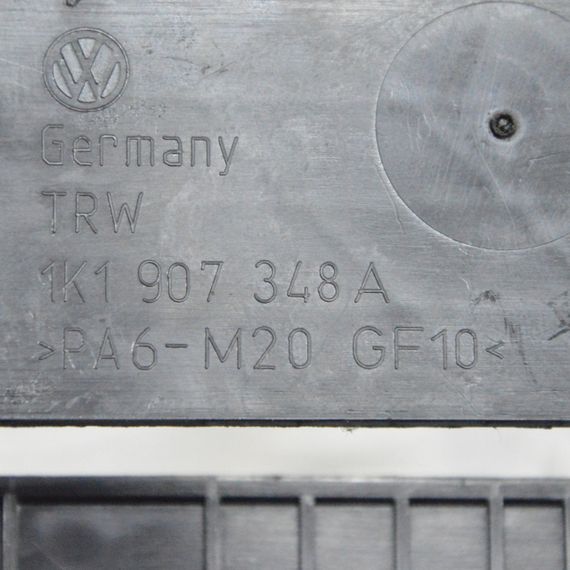 Germany
TRW
1K1 907 348 A
>PA6-M20 GF10<